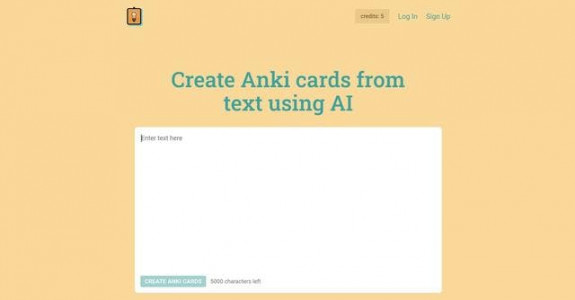 credits: 5 Log In Sign Up
Create Anki cards from
text using AI
Enter text here
CREATE ANKI CARDS 5000 characters left